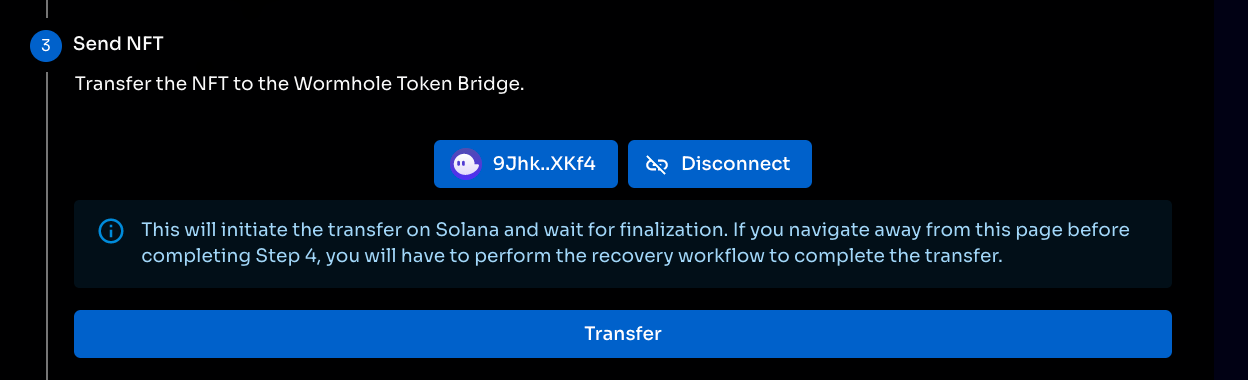 3
Send NFT
Transfer the NFT to the Wormhole Token Bridge.
9Jhk..XKf4
Disconnect
This will initiate the transfer on Solana and wait for finalization. If you navigate away from this page before
completing Step 4, you will have to perform the recovery workflow to complete the transfer.
Transfer